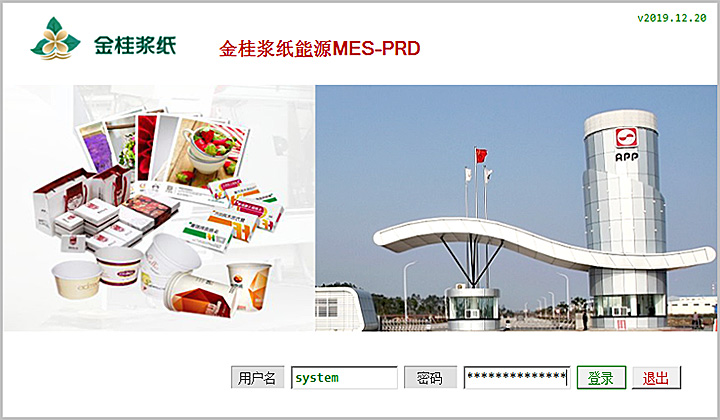 v2019.12.20
金桂浆纸
金桂浆纸能源MES-PRD
APP
用户名
system
密码
**************
登录
退出